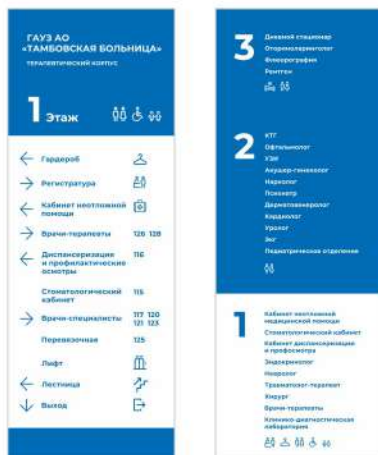 ГАУЗ АО
«ТАМБОВСКАЯ БОЛЬНИЦА»
ТЕРАПЕВТИЧЕСКИЙ КОРПУС
1 Этаж
Гардероб
Регистратура
Кабинет неотложной
помощи
Врачи-терапевты 126 128
Диспансеризация 116
и профилактические
осмотры
Стоматологический 115
кабинет
Врачи-специалисты 117 120
121 123
Перевязочная 125
Лифт
Лестница
Выход
3
Дневной стационар
Оториноларинголог
Флюорография
Рентген
2
КТГ
Офтальмолог
УЗИ
Акушер-гинеколог
Нарколог
Психиатр
Дерматовенеролог
Кардиолог
Уролог
Экг
Педиатрическое отделение
1
Кабинет неотложной
медицинской помощи
Стоматологический кабинет
Кабинет диспансеризации
и профосмотра
Эндокринолог
Невролог
Травматолог-терапевт
Хирург
Врачи-терапевты
Клинико-диагностическая
лаборатория